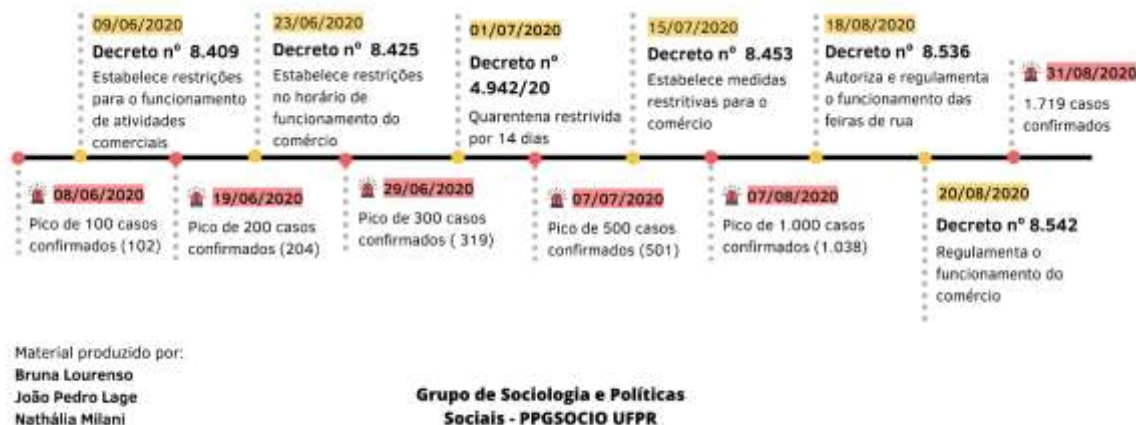 09/06/2020
Decreto nº 8.409
Estabelece restrições
para o funcionamento
de atividades
comerciais
23/06/2020
Decreto nº 8.425
Estabelece restrições
no horário de
funcionamento do
comércio
01/07/2020
Decreto nº
4.942/20
Quarentena restrivida
por 14 dias
15/07/2020
Decreto nº 8.453
Estabelece medidas
restritivas para o
comércio
18/08/2020
Decreto nº 8.536
Autoriza e regulamenta
o funcionamento das
feiras de rua
31/08/2020
1.719 casos
confirmados
08/06/2020
Pico de 100 casos
confirmados (102)
19/06/2020
Pico de 200 casos
confirmados (204)
29/06/2020
Pico de 300 casos
confirmados ( 319)
07/07/2020
Pico de 500 casos
confirmados (501)
07/08/2020
Pico de 1.000 casos
confirmados (1.038)
20/08/2020
Decreto nº 8.542
Regulamenta o
funcionamento do
comércio
Material produzido por:
Bruna Lourenso
João Pedro Lage
Nathália Milani
Grupo de Sociologia e Políticas
Sociais - PPGSOCIO UFPR